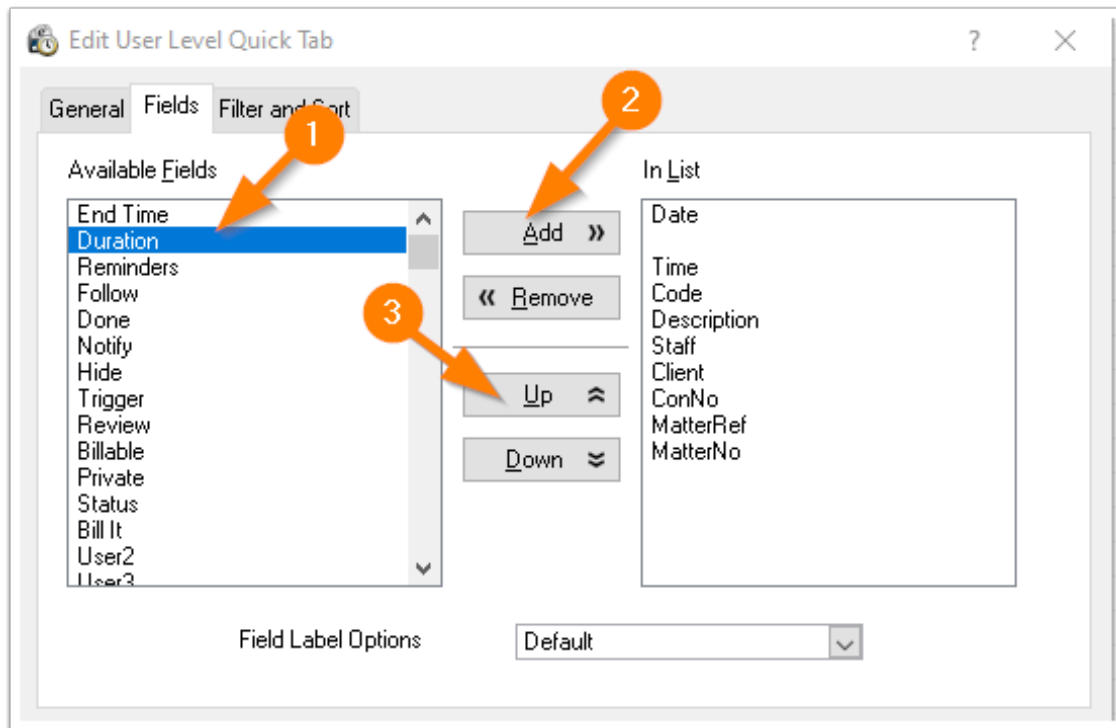 Edit User Level Quick Tab
?
General
Fields
Filter and Sort
1
2
3
Available Fields
End Time
Duration
Reminders
Follow
Done
Notify
Hide
Trigger
Review
Billable
Private
Status
Bill It
User2
User3
Add »
« Remove
Up
Down
In List
Date
Time
Code
Description
Staff
Client
ConNo
MatterRef
MatterNo
Field Label Options
Default